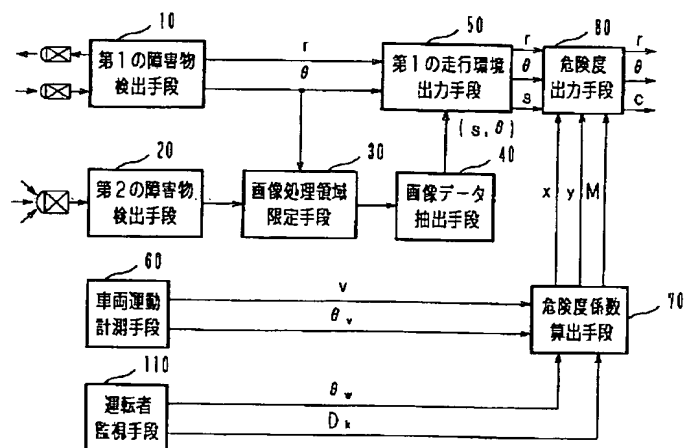 10
第1の障害物
検出手段
r
θ
50
第1の走行環境
出力手段
r
θ
s
80
危険度
出力手段
r
θ
c
(s,θ)
20
第2の障害物
検出手段
30
画像処理領域
限定手段
40
画像データ
抽出手段
x
y
M
60
車両運動
計測手段
v
θv
危険度係数
算出手段
70
110
運転者
監視手段
θw
Dk